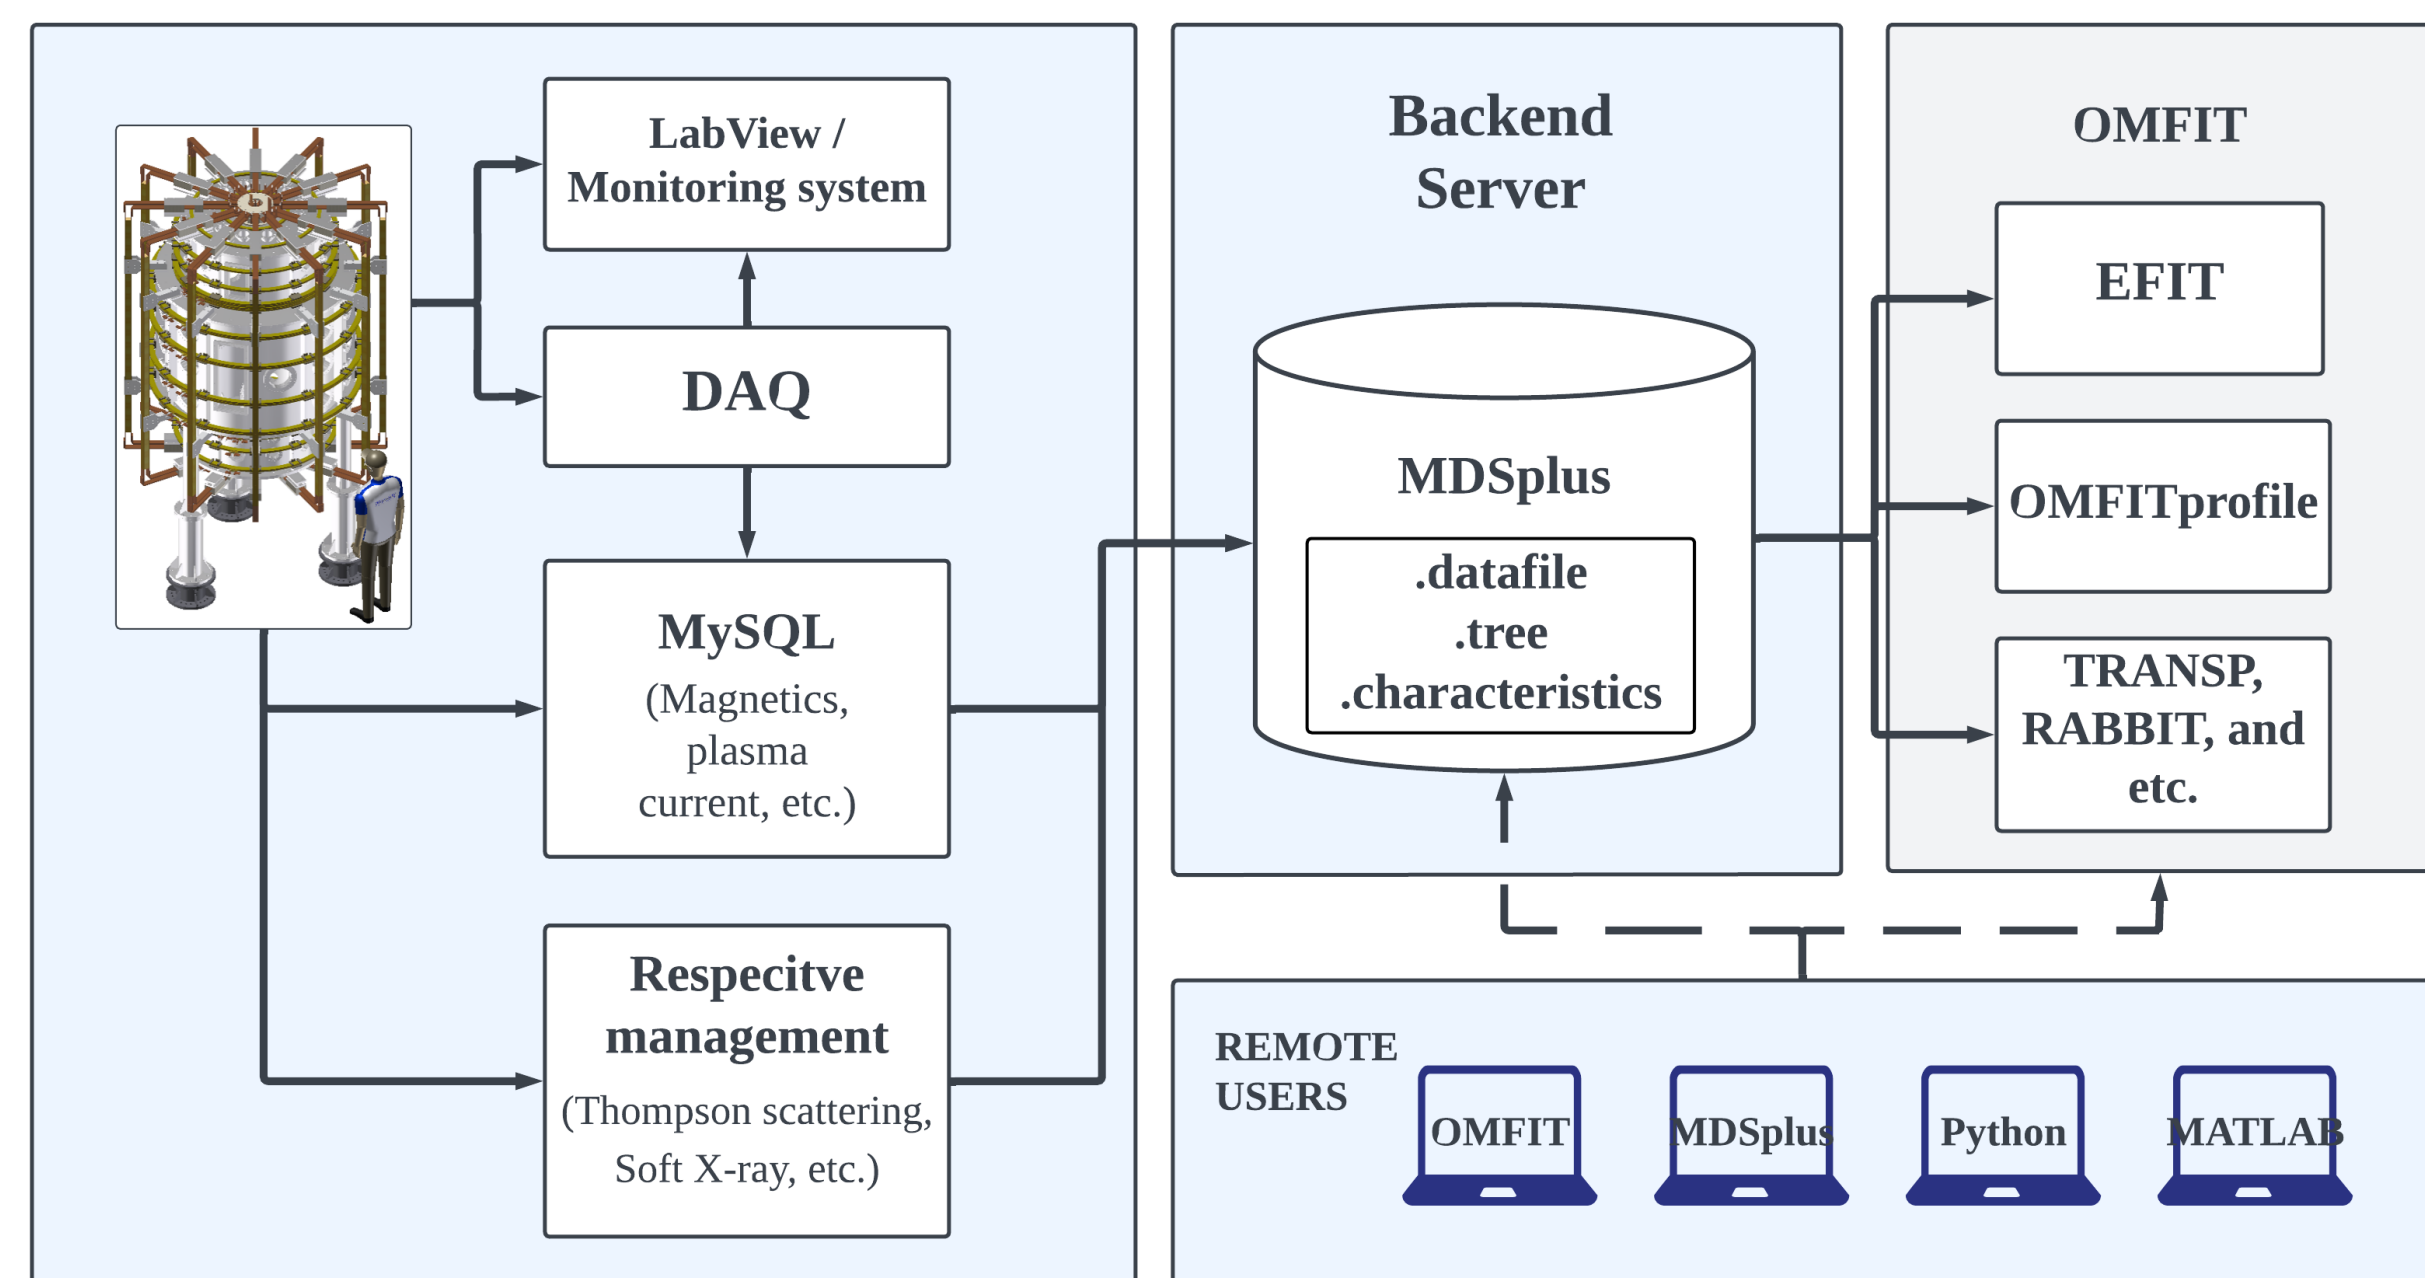 LabView /
Monitoring system
DAQ
MySQL
(Magnetics,
plasma
current, etc.)
Respecitve
management
(Thompson scattering,
Soft X-ray, etc.)
Backend
Server
MDSplus
.datafile
.tree
.characteristics
OMFIT
EFIT
OMFITprofile
TRANSP,
RABBIT, and
etc.
REMOTE
USERS
OMFIT
MDSplus
Python
MATLAB